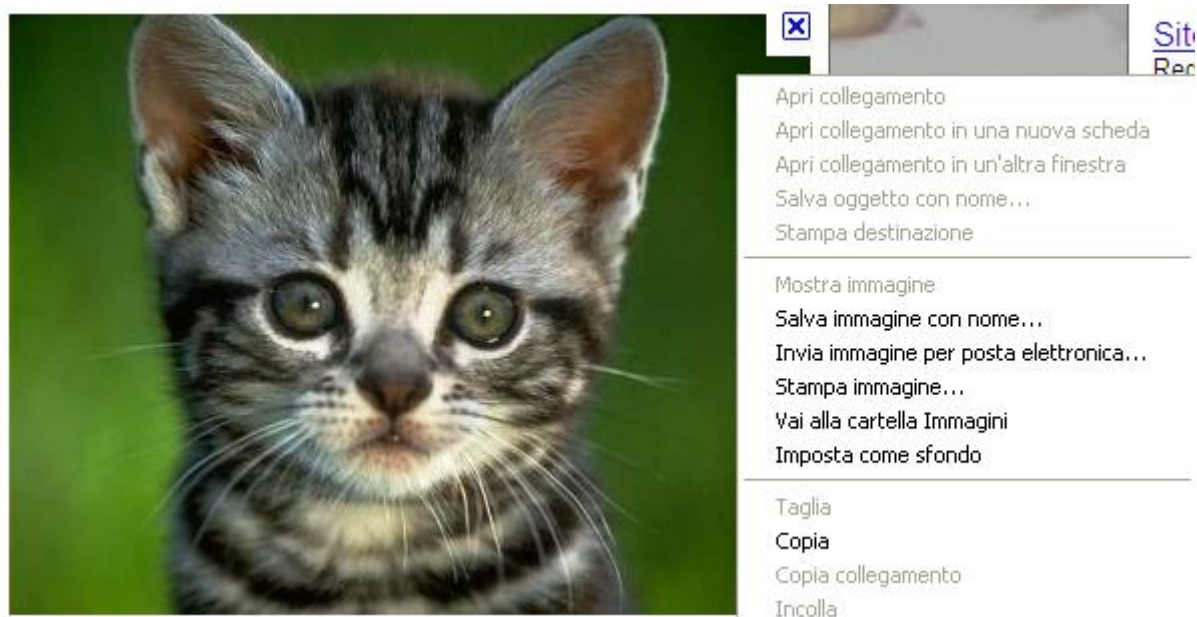 Apri collegamento
Apri collegamento in una nuova scheda
Apri collegamento in un'altra finestra
Salva oggetto con nome...
Stampa destinazione
Mostra immagine
Salva immagine con nome...
Invia immagine per posta elettronica...
Stampa immagine...
Vai alla cartella Immagini
Imposta come sfondo
Taglia
Copia
Copia collegamento
Incolla